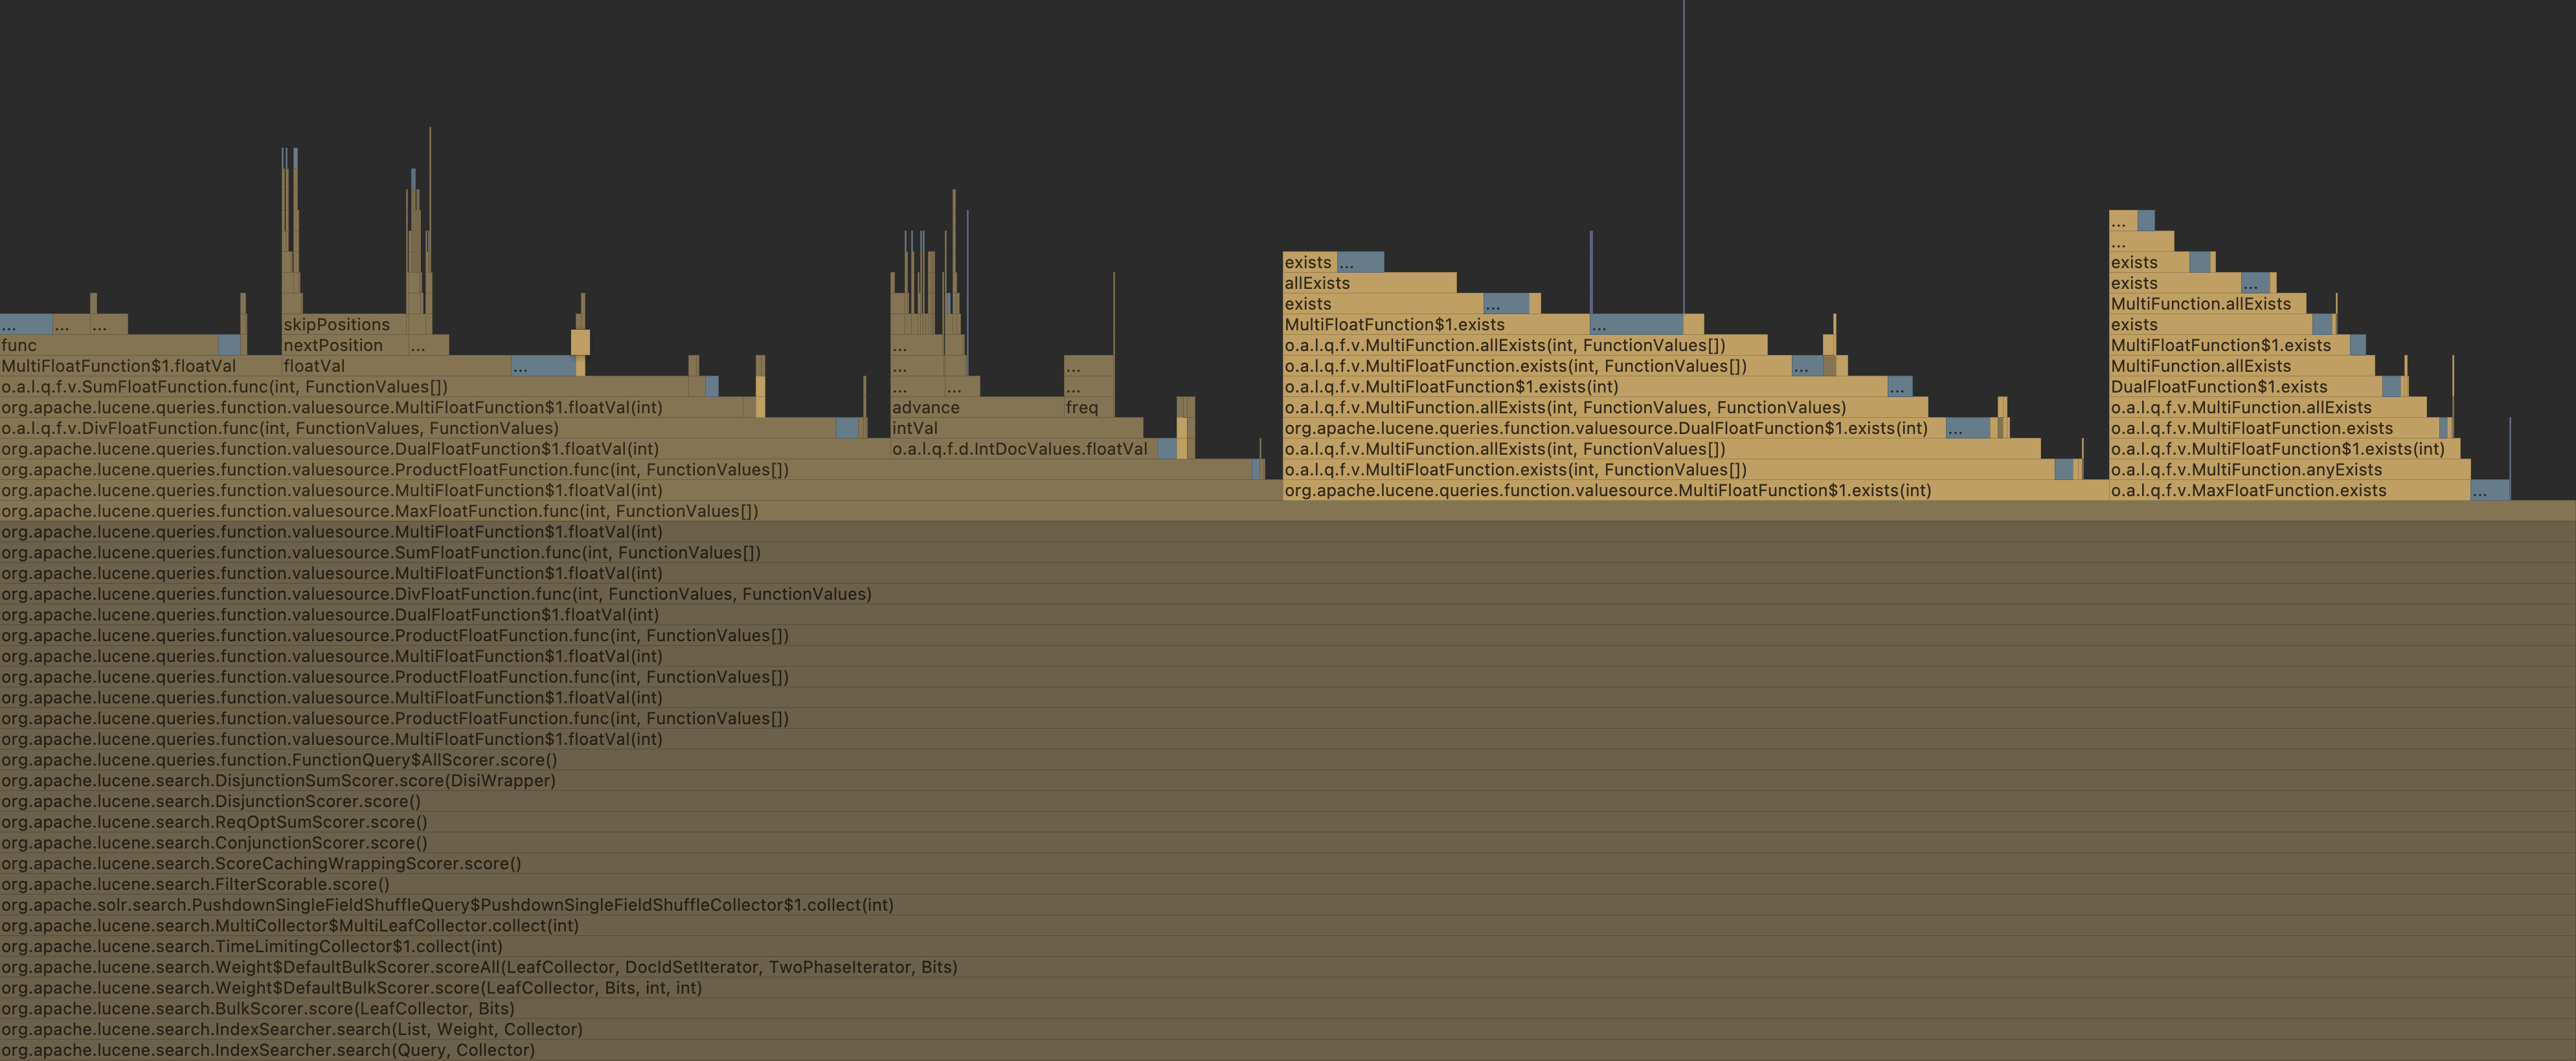 ...
exists ... ...
allExists exists
exists ... exists ...
MultiFloatFunction$1.exists ... MultiFunction.allExists
... ... ... skipPositions exists
func nextPosition ... ... o.a.l.q.f.v.MultiFunction.allExists(int, FunctionValues[]) MultiFloatFunction$1.exists
MultiFloatFunction$1.floatVal floatVal ... ... o.a.l.q.f.v.MultiFloatFunction.exists(int, FunctionValues[]) ... MultiFunction.allExists
o.a.l.q.f.v.SumFloatFunction.func(int, FunctionValues[]) ... ... ... o.a.l.q.f.v.MultiFloatFunction$1.exists(int) ... DualFloatFunction$1.exists
org.apache.lucene.queries.function.valuesource.MultiFloatFunction$1.floatVal(int) advance freq o.a.l.q.f.v.MultiFunction.allExists(int, FunctionValues, FunctionValues) o.a.l.q.f.v.MultiFunction.allExists
o.a.l.q.f.v.DivFloatFunction.func(int, FunctionValues, FunctionValues) intVal org.apache.lucene.queries.function.valuesource.DualFloatFunction$1.exists(int) ... o.a.l.q.f.v.MultiFloatFunction.exists
org.apache.lucene.queries.function.valuesource.DualFloatFunction$1.floatVal(int) o.a.l.q.f.d.IntDocValues.floatVal o.a.l.q.f.v.MultiFunction.allExists(int, FunctionValues[]) o.a.l.q.f.v.MultiFloatFunction$1.exists(int)
org.apache.lucene.queries.function.valuesource.ProductFloatFunction.func(int, FunctionValues[]) o.a.l.q.f.v.MultiFloatFunction.exists(int, FunctionValues[]) o.a.l.q.f.v.MultiFunction.anyExists
org.apache.lucene.queries.function.valuesource.MultiFloatFunction$1.floatVal(int) org.apache.lucene.queries.function.valuesource.MultiFloatFunction$1.exists(int) o.a.l.q.f.v.MaxFloatFunction.exists ...
org.apache.lucene.queries.function.valuesource.MaxFloatFunction.func(int, FunctionValues[])
org.apache.lucene.queries.function.valuesource.MultiFloatFunction$1.floatVal(int)
org.apache.lucene.queries.function.valuesource.SumFloatFunction.func(int, FunctionValues[])
org.apache.lucene.queries.function.valuesource.MultiFloatFunction$1.floatVal(int)
org.apache.lucene.queries.function.valuesource.DivFloatFunction.func(int, FunctionValues, FunctionValues)
org.apache.lucene.queries.function.valuesource.DualFloatFunction$1.floatVal(int)
org.apache.lucene.queries.function.valuesource.ProductFloatFunction.func(int, FunctionValues[])
org.apache.lucene.queries.function.valuesource.MultiFloatFunction$1.floatVal(int)
org.apache.lucene.queries.function.valuesource.ProductFloatFunction.func(int, FunctionValues[])
org.apache.lucene.queries.function.valuesource.MultiFloatFunction$1.floatVal(int)
org.apache.lucene.queries.function.valuesource.ProductFloatFunction.func(int, FunctionValues[])
org.apache.lucene.queries.function.valuesource.MultiFloatFunction$1.floatVal(int)
org.apache.lucene.queries.function.FunctionQuery$AllScorer.score()
org.apache.lucene.search.DisjunctionSumScorer.score(DisiWrapper)
org.apache.lucene.search.DisjunctionScorer.score()
org.apache.lucene.search.ReqOptSumScorer.score()
org.apache.lucene.search.ConjunctionScorer.score()
org.apache.lucene.search.ScoreCachingWrappingScorer.score()
org.apache.lucene.search.FilterScorable.score()
org.apache.solr.search.PushdownSingleFieldShuffleQuery$PushdownSingleFieldShuffleCollector$1.collect(int)
org.apache.lucene.search.MultiCollector$MultiLeafCollector.collect(int)
org.apache.lucene.search.TimeLimitingCollector$1.collect(int)
org.apache.lucene.search.Weight$DefaultBulkScorer.scoreAll(LeafCollector, DocIdSetIterator, TwoPhaseIterator, Bits)
org.apache.lucene.search.Weight$DefaultBulkScorer.score(LeafCollector, Bits, int, int)
org.apache.lucene.search.BulkScorer.score(LeafCollector, Bits)
org.apache.lucene.search.IndexSearcher.search(List, Weight, Collector)
org.apache.lucene.search.IndexSearcher.search(Query, Collector)